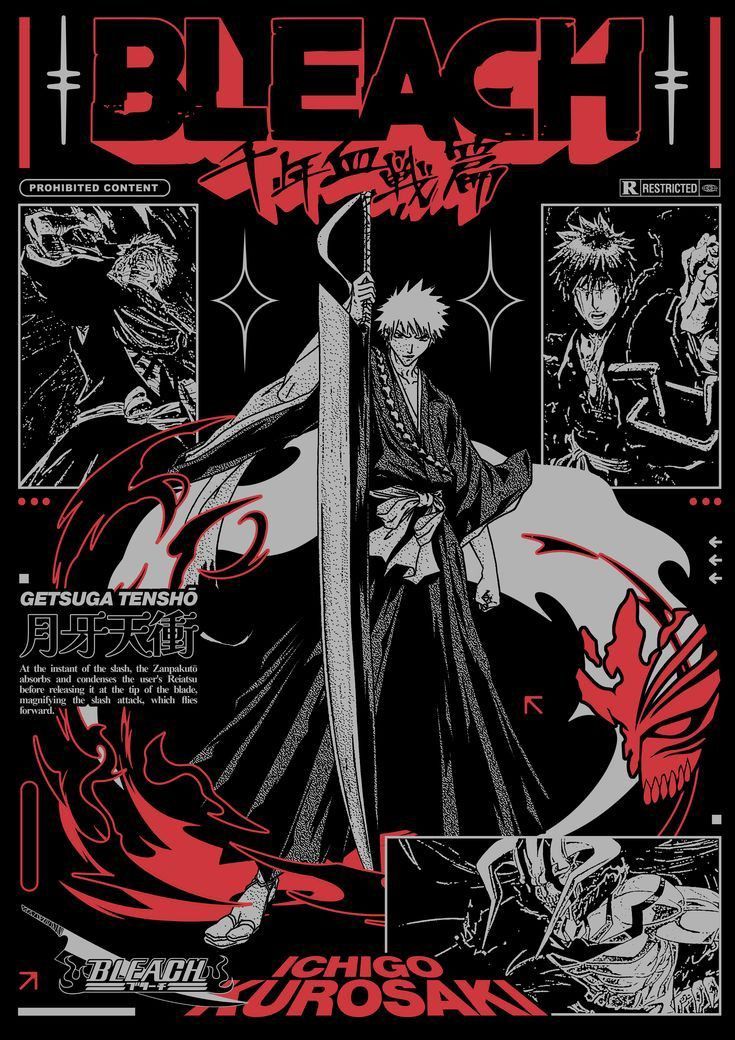 BLEACH
千年血戦篇
PROHIBITED CONTENT
R RESTRICTED
GETSUGA TENSHŌ
月牙天衝
At the instant of the slash, the Zanpakutō
absorbs and condenses the user's Reiatsu
before releasing it at the tip of the blade,
magnifying the slash attack, which flies
forward.
BLEACH
ブリーチ
ICHIGO
KUROSAKI